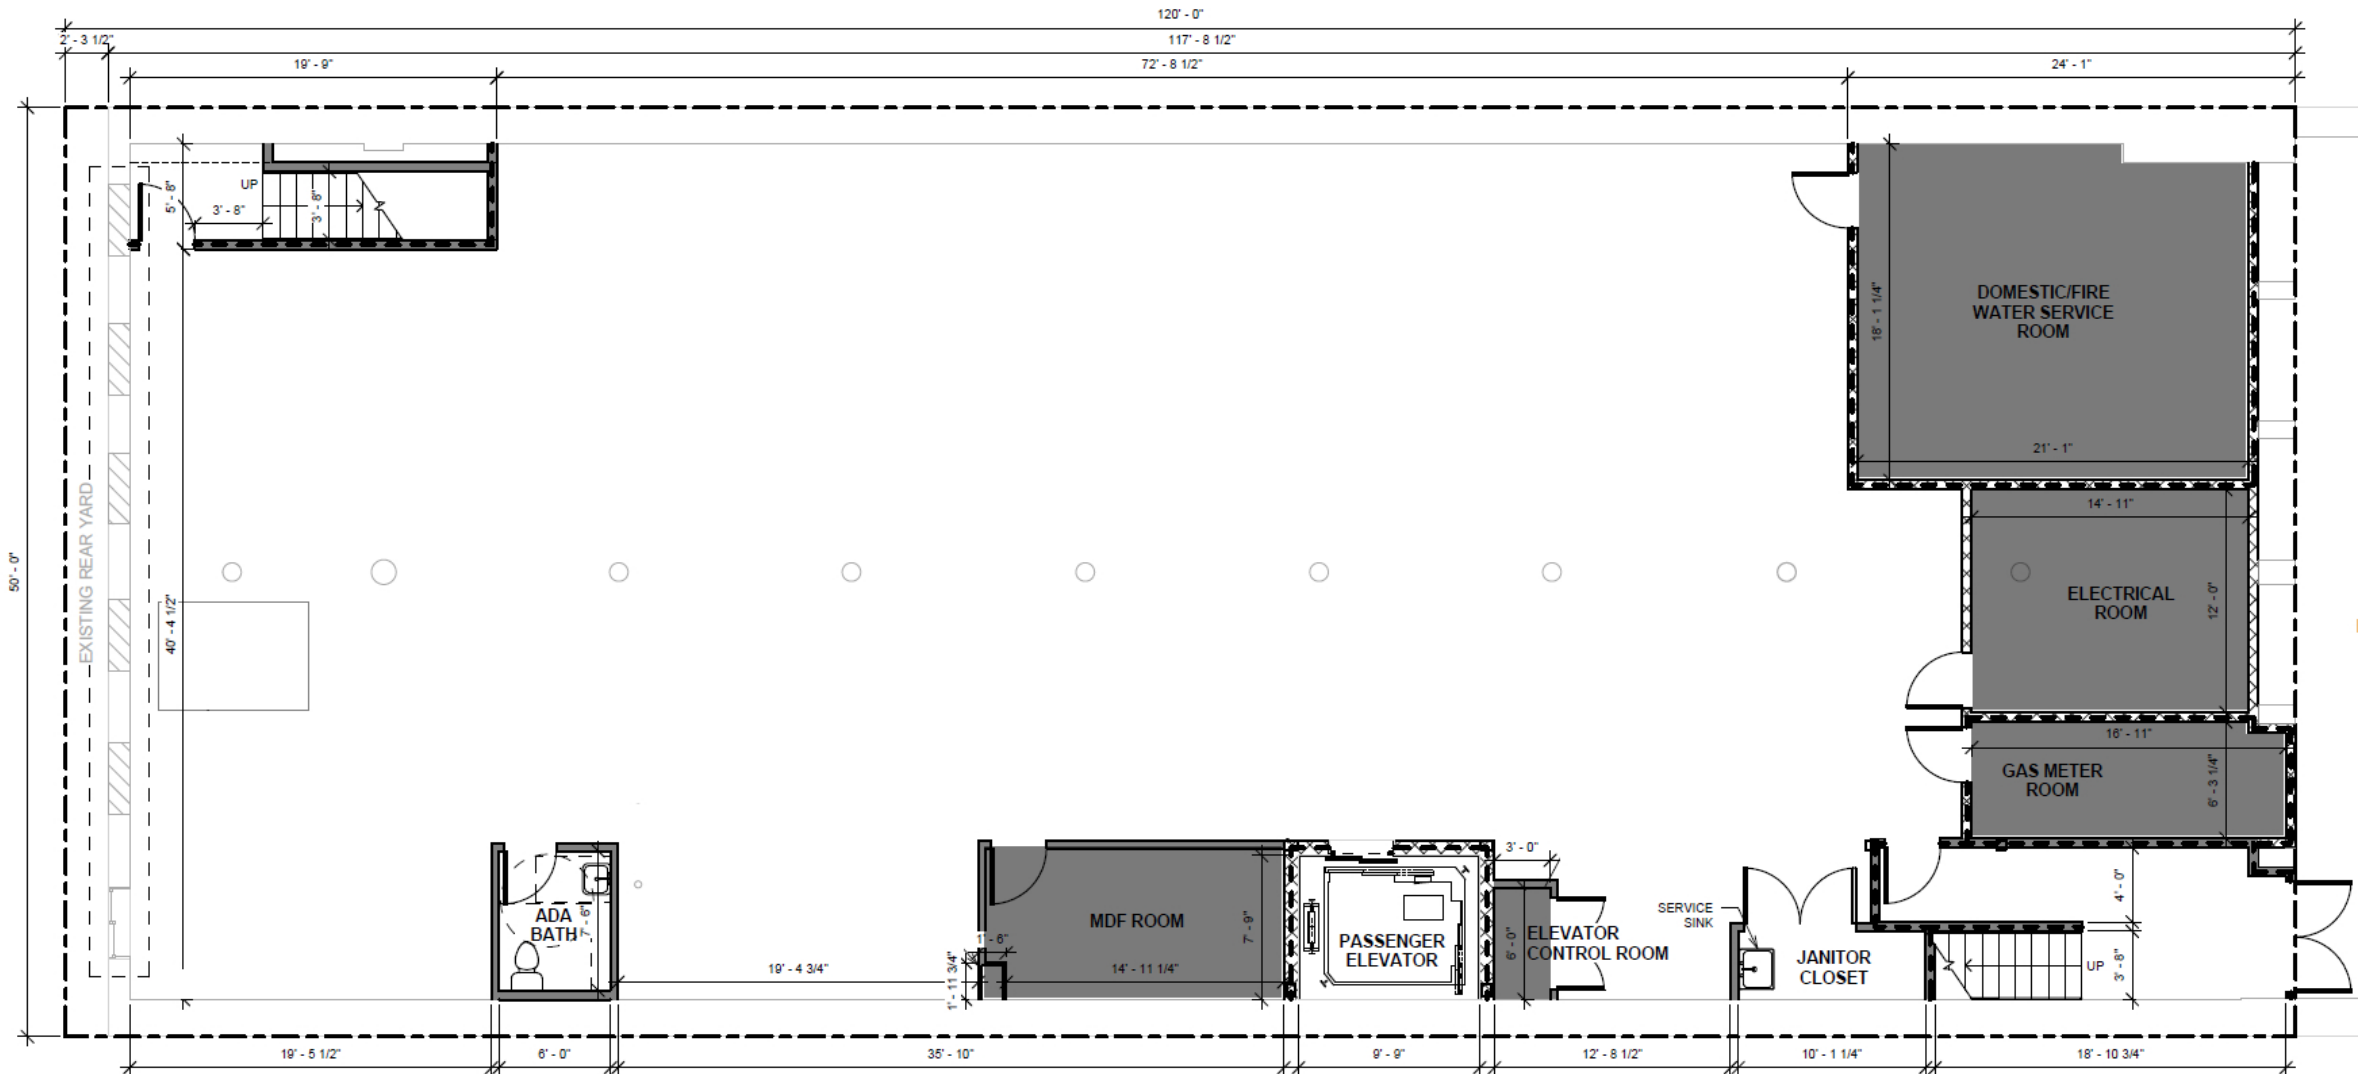 120' - 0"
2' - 3 1/2"
117' - 8 1/2"
19' - 9"
72' - 8 1/2"
24' - 1"
UP
5' - 8"
3' - 8"
3' - 8"
18' - 1 1/4"
DOMESTIC/FIRE
WATER SERVICE
ROOM
21' - 1"
14' - 11"
EXISTING REAR YARD
50' - 0"
40' - 4 1/2"
ELECTRICAL
ROOM
12' - 0"
16' - 11"
GAS METER
ROOM
6' - 3 1/4"
3' - 0"
ADA
BATH
7' - 6"
MDF ROOM
7' - 9"
1' - 6"
19' - 4 3/4"
1' - 11 3/4"
14' - 11 1/4"
PASSENGER
ELEVATOR
6' - 0"
ELEVATOR
CONTROL ROOM
SERVICE
SINK
JANITOR
CLOSET
4' - 0"
3' - 8"
UP
19' - 5 1/2"
6' - 0"
35' - 10"
9' - 9"
12' - 8 1/2"
10' - 1 1/4"
18' - 10 3/4"